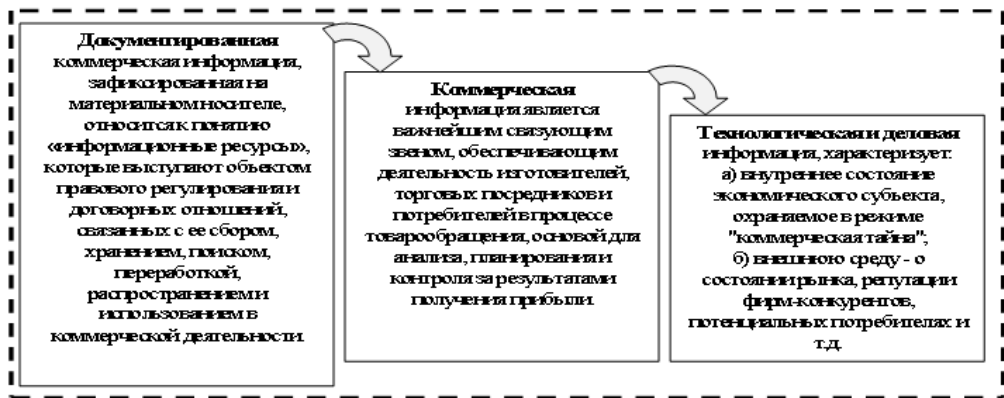 Документированная
коммерческая информация,
зафиксированная на
материальном носителе,
относится к понятию
«информационные ресурсы»,
которые выступают объектом
правового регулирования и
договорных отношений,
связанных с ее сбором,
хранением, поиском,
переработкой,
распространением и
использованием в
коммерческой деятельности.
Коммерческая
информация является
важнейшим связующим
звеном, обеспечивающим
деятельность изготовителей,
торговых посредников и
потребителей в процессе
товарообращения, основой для
анализа, планирования и
контроля за результатами
получения прибыли.
Технологическая и деловая
информация, характеризует:
а) внутреннее состояние
экономического субъекта,
охраняемое в режиме
"коммерческая тайна";
б) внешнюю среду - о
состоянии рынка, репутации
фирм-конкурентов,
потенциальных потребителях и
т.д.